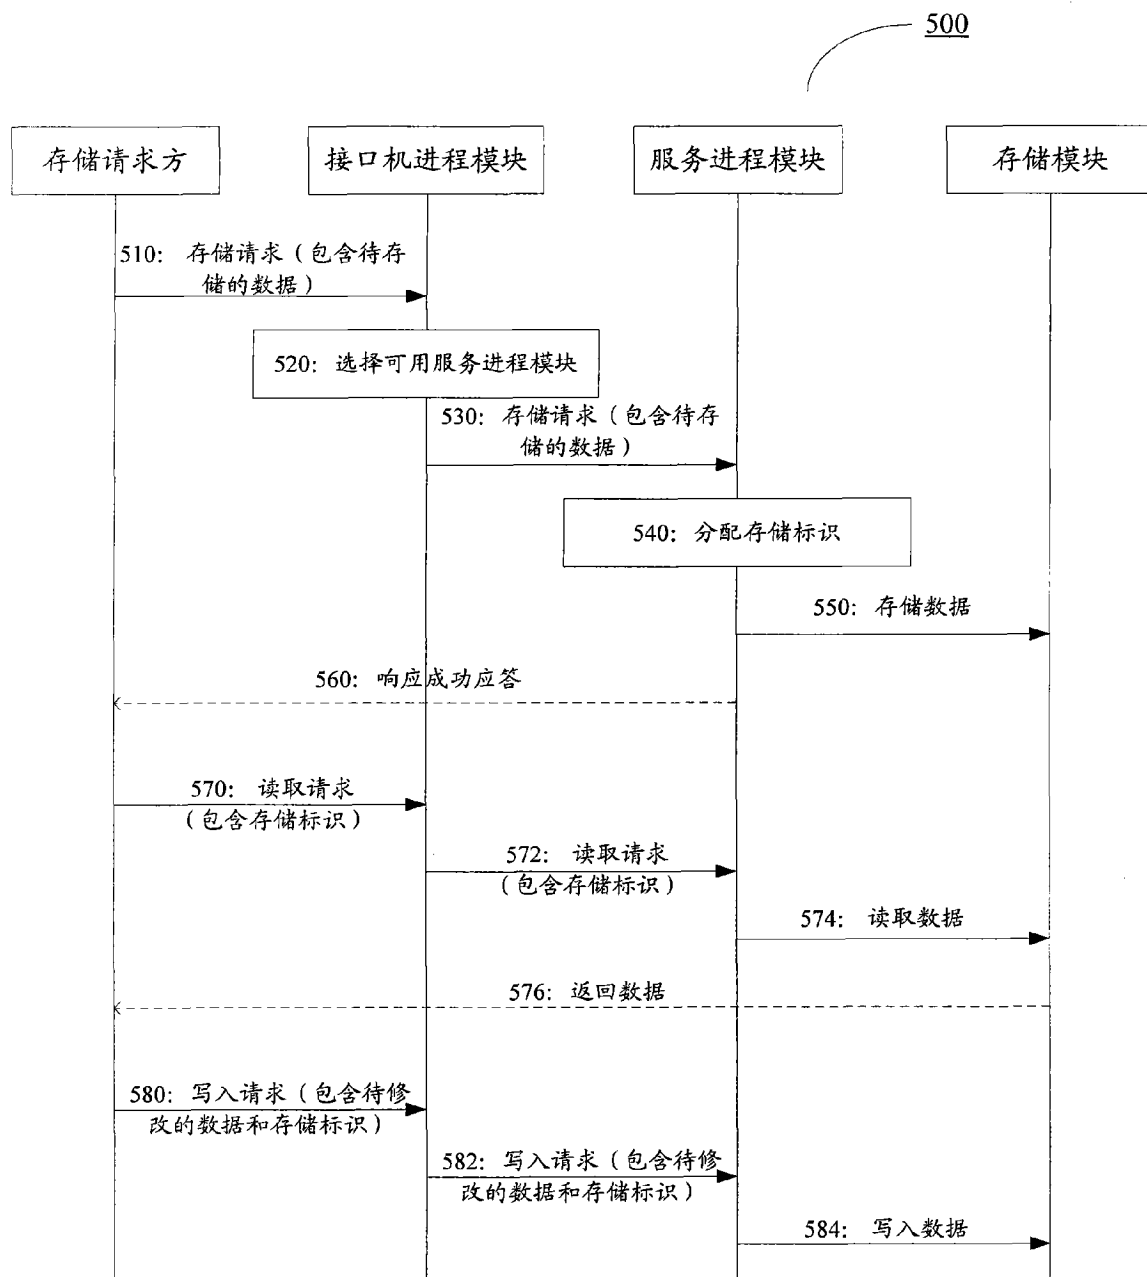 500
存储请求方
接口机进程模块
服务进程模块
存储模块
510: 存储请求（包含待存
储的数据）
520: 选择可用服务进程模块
530: 存储请求（包含待存
储的数据）
540: 分配存储标识
550: 存储数据
560: 响应成功应答
570: 读取请求
（包含存储标识）
572: 读取请求
（包含存储标识）
574: 读取数据
576: 返回数据
580: 写入请求（包含待修
改的数据和存储标识）
582: 写入请求（包含待修
改的数据和存储标识）
584: 写入数据